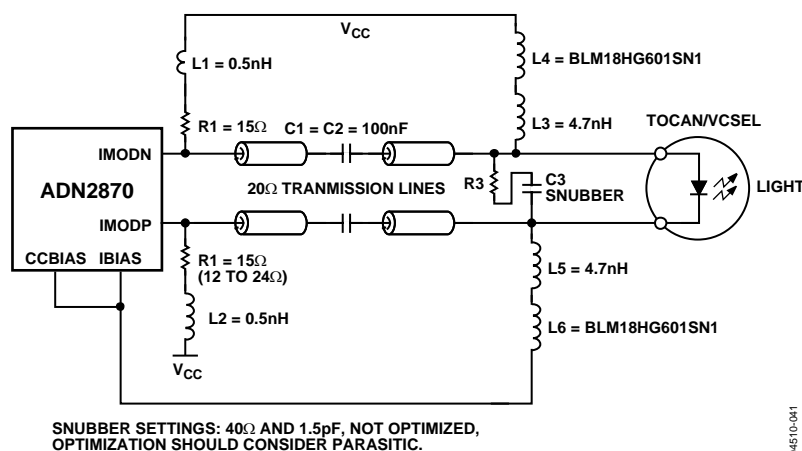 VCC
L1 = 0.5nH
L4 = BLM18HG601SN1
R1 = 15Ω
C1 = C2 = 100nF
L3 = 4.7nH
TOCAN/VCSEL
IMODN
ADN2870
20Ω TRANMISSION LINES
R3
C3
SNUBBER
LIGHT
IMODP
CCBIAS
IBIAS
R1 = 15Ω
(12 TO 24Ω)
L5 = 4.7nH
L2 = 0.5nH
L6 = BLM18HG601SN1
VCC
SNUBBER SETTINGS: 40Ω AND 1.5pF, NOT OPTIMIZED,
OPTIMIZATION SHOULD CONSIDER PARASITIC.
04510-041